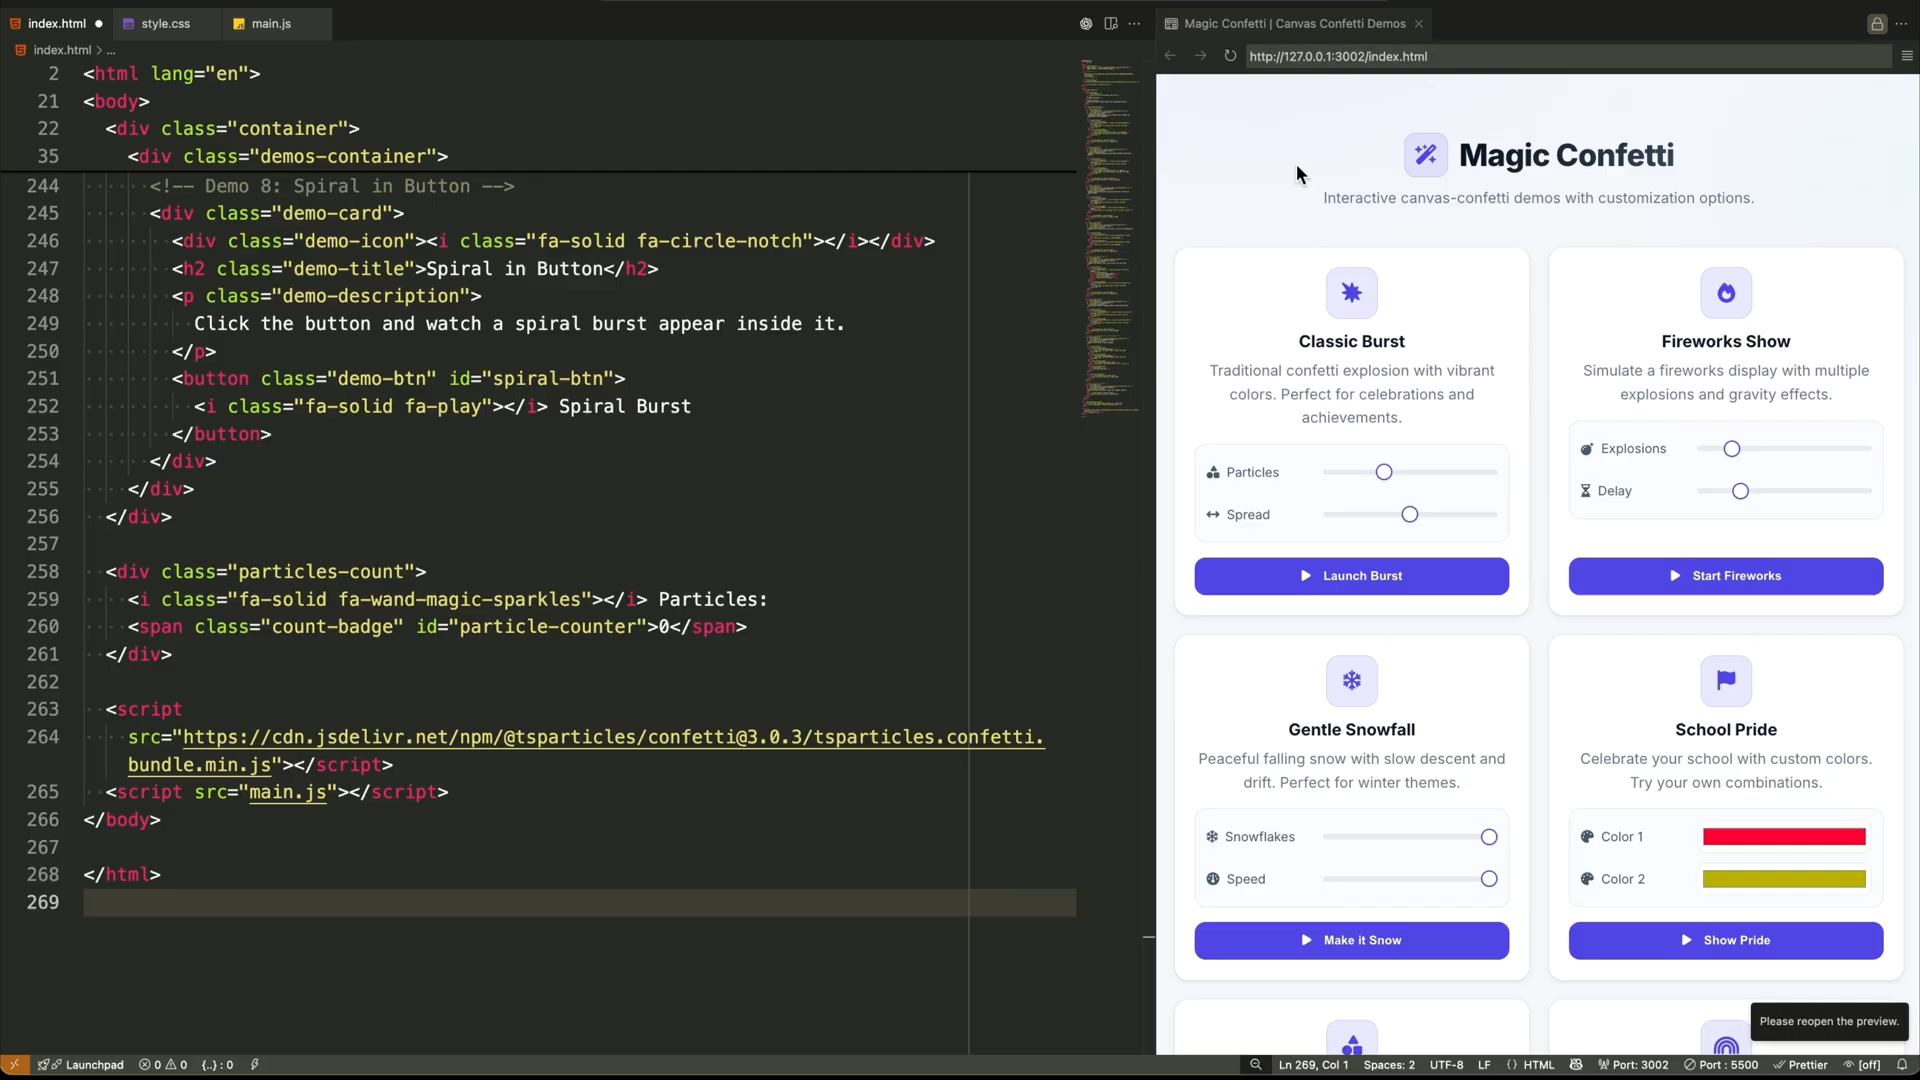 index.html
style.css
main.js
index.html > ...
2 <html lang="en">
21 <body>
22 <div class="container">
35 <div class="demos-container">
244 <!-- Demo 8: Spiral in Button -->
245 <div class="demo-card">
246 <div class="demo-icon"><i class="fa-solid fa-circle-notch"></i></div>
247 <h2 class="demo-title">Spiral in Button</h2>
248 <p class="demo-description">
249 Click the button and watch a spiral burst appear inside it.
250 </p>
251 <button class="demo-btn" id="spiral-btn">
252 <i class="fa-solid fa-play"></i> Spiral Burst
253 </button>
254 </div>
255 </div>
256 </div>
257
258 <div class="particles-count">
259 <i class="fa-solid fa-wand-magic-sparkles"></i> Particles:
260 <span class="count-badge" id="particle-counter">0</span>
261 </div>
262
263 <script
264 src="https://cdn.jsdelivr.net/npm/@tsparticles/confetti@3.0.3/tsparticles.confetti.
bundle.min.js"></script>
265 <script src="main.js"></script>
266 </body>
267
268 </html>
269
Magic Confetti | Canvas Confetti Demos
http://127.0.0.1:3002/index.html
Magic Confetti
Interactive canvas-confetti demos with customization options.
Classic Burst
Traditional confetti explosion with vibrant
colors. Perfect for celebrations and
achievements.
Particles
Spread
Launch Burst
Fireworks Show
Simulate a fireworks display with multiple
explosions and gravity effects.
Explosions
Delay
Start Fireworks
Gentle Snowfall
Peaceful falling snow with slow descent and
drift. Perfect for winter themes.
Snowflakes
Speed
Make it Snow
School Pride
Celebrate your school with custom colors.
Try your own combinations.
Color 1
Color 2
Show Pride
Please reopen the preview.
Launchpad
0
0
{..} : 0
Ln 269, Col 1
Spaces: 2
UTF-8
LF
{} HTML
Port: 3002
Port : 5500
Prettier
[off]